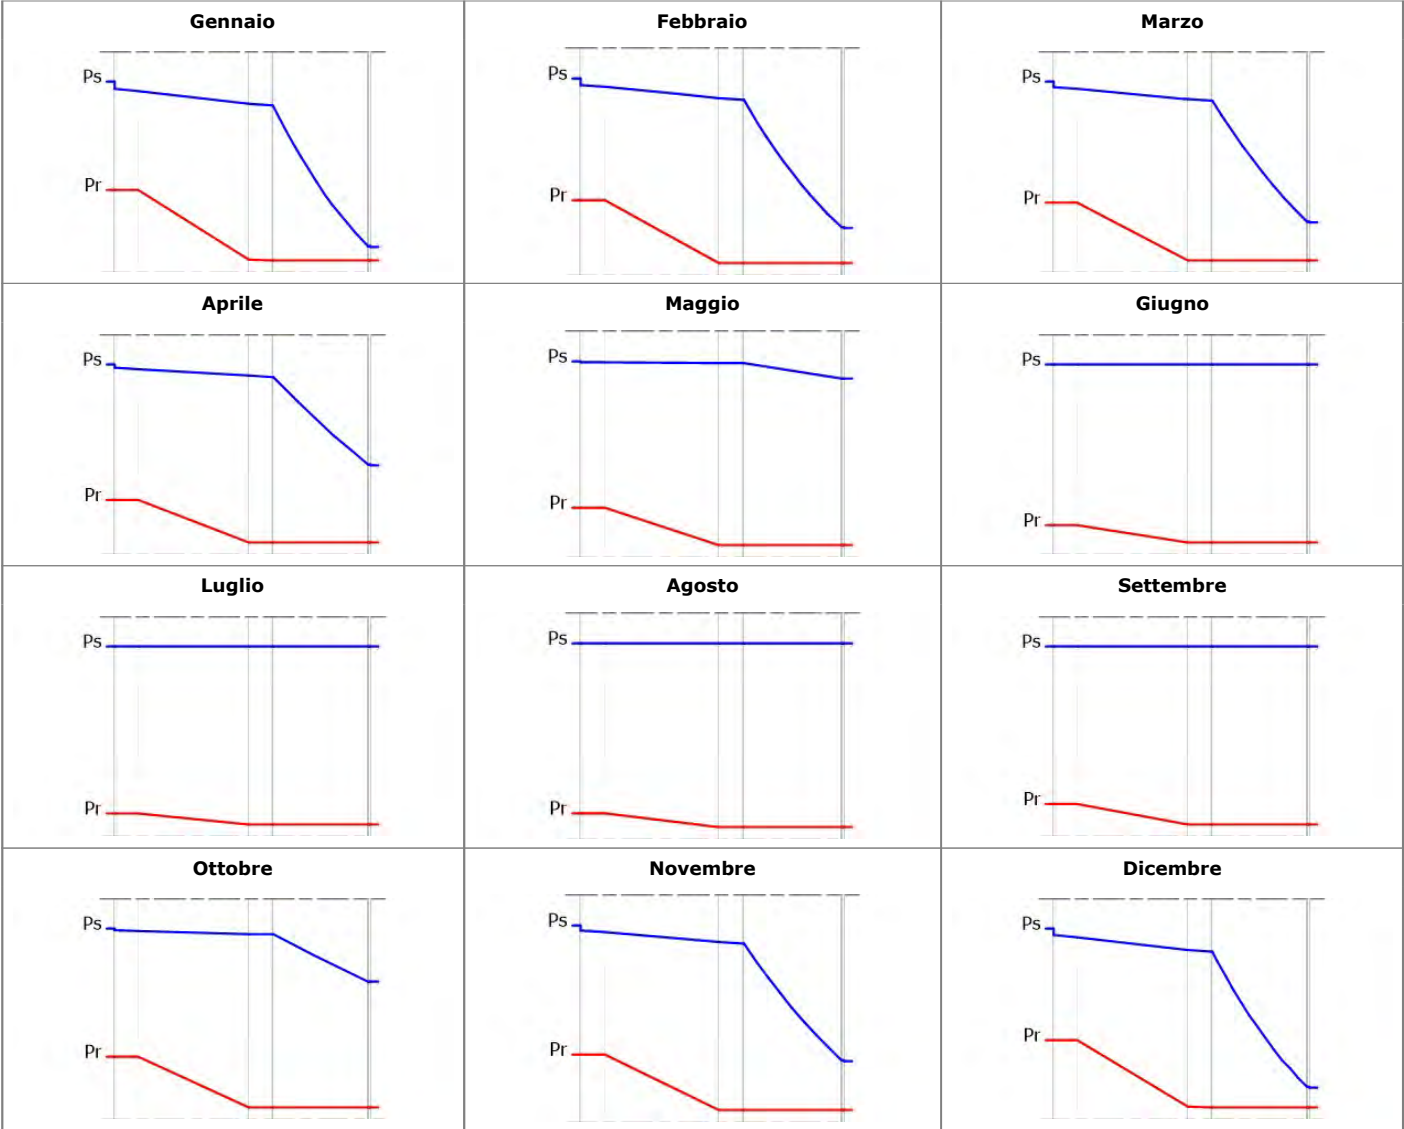 Gennaio Febbraio Marzo
Ps Ps Ps
Pr Pr Pr
Aprile Maggio Giugno
Ps Ps Ps
Pr Pr Pr
Luglio Agosto Settembre
Ps Ps Ps
Pr Pr Pr
Ottobre Novembre Dicembre
Ps Ps Ps
Pr Pr Pr